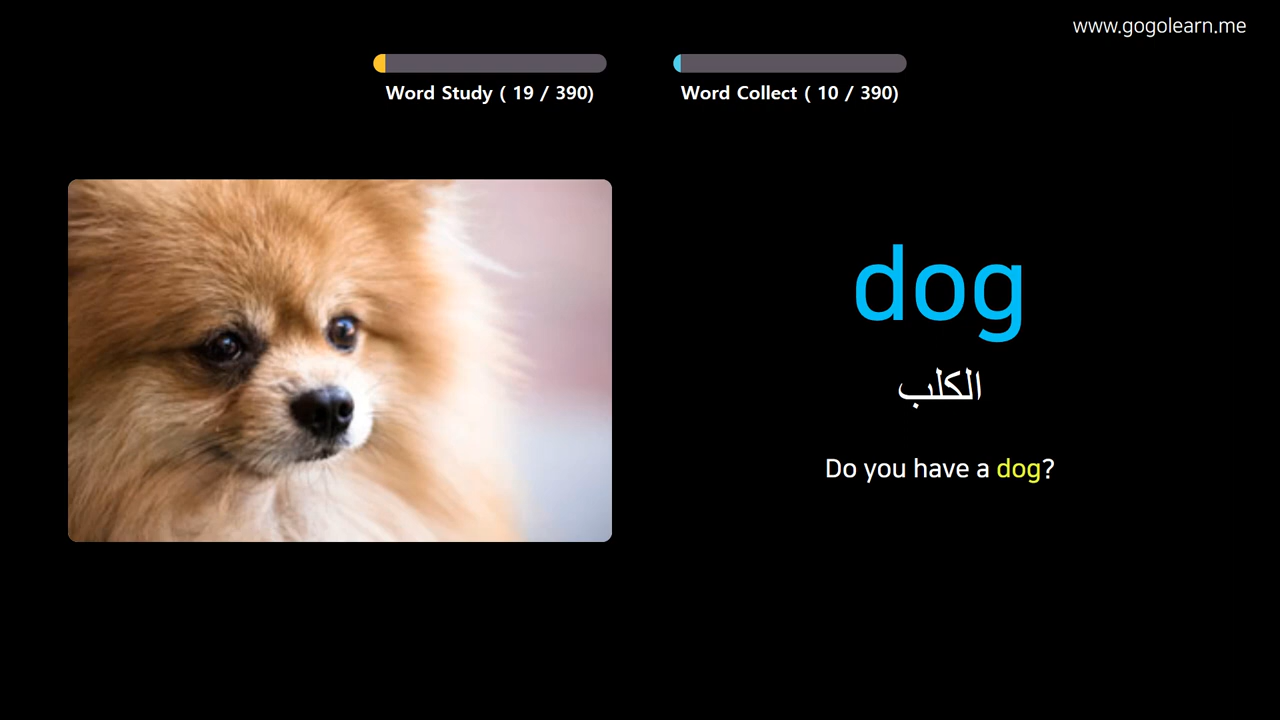 www.gogolearn.me
Word Study ( 19 / 390)
Word Collect ( 10 / 390)
dog
الكلب
Do you have a dog?